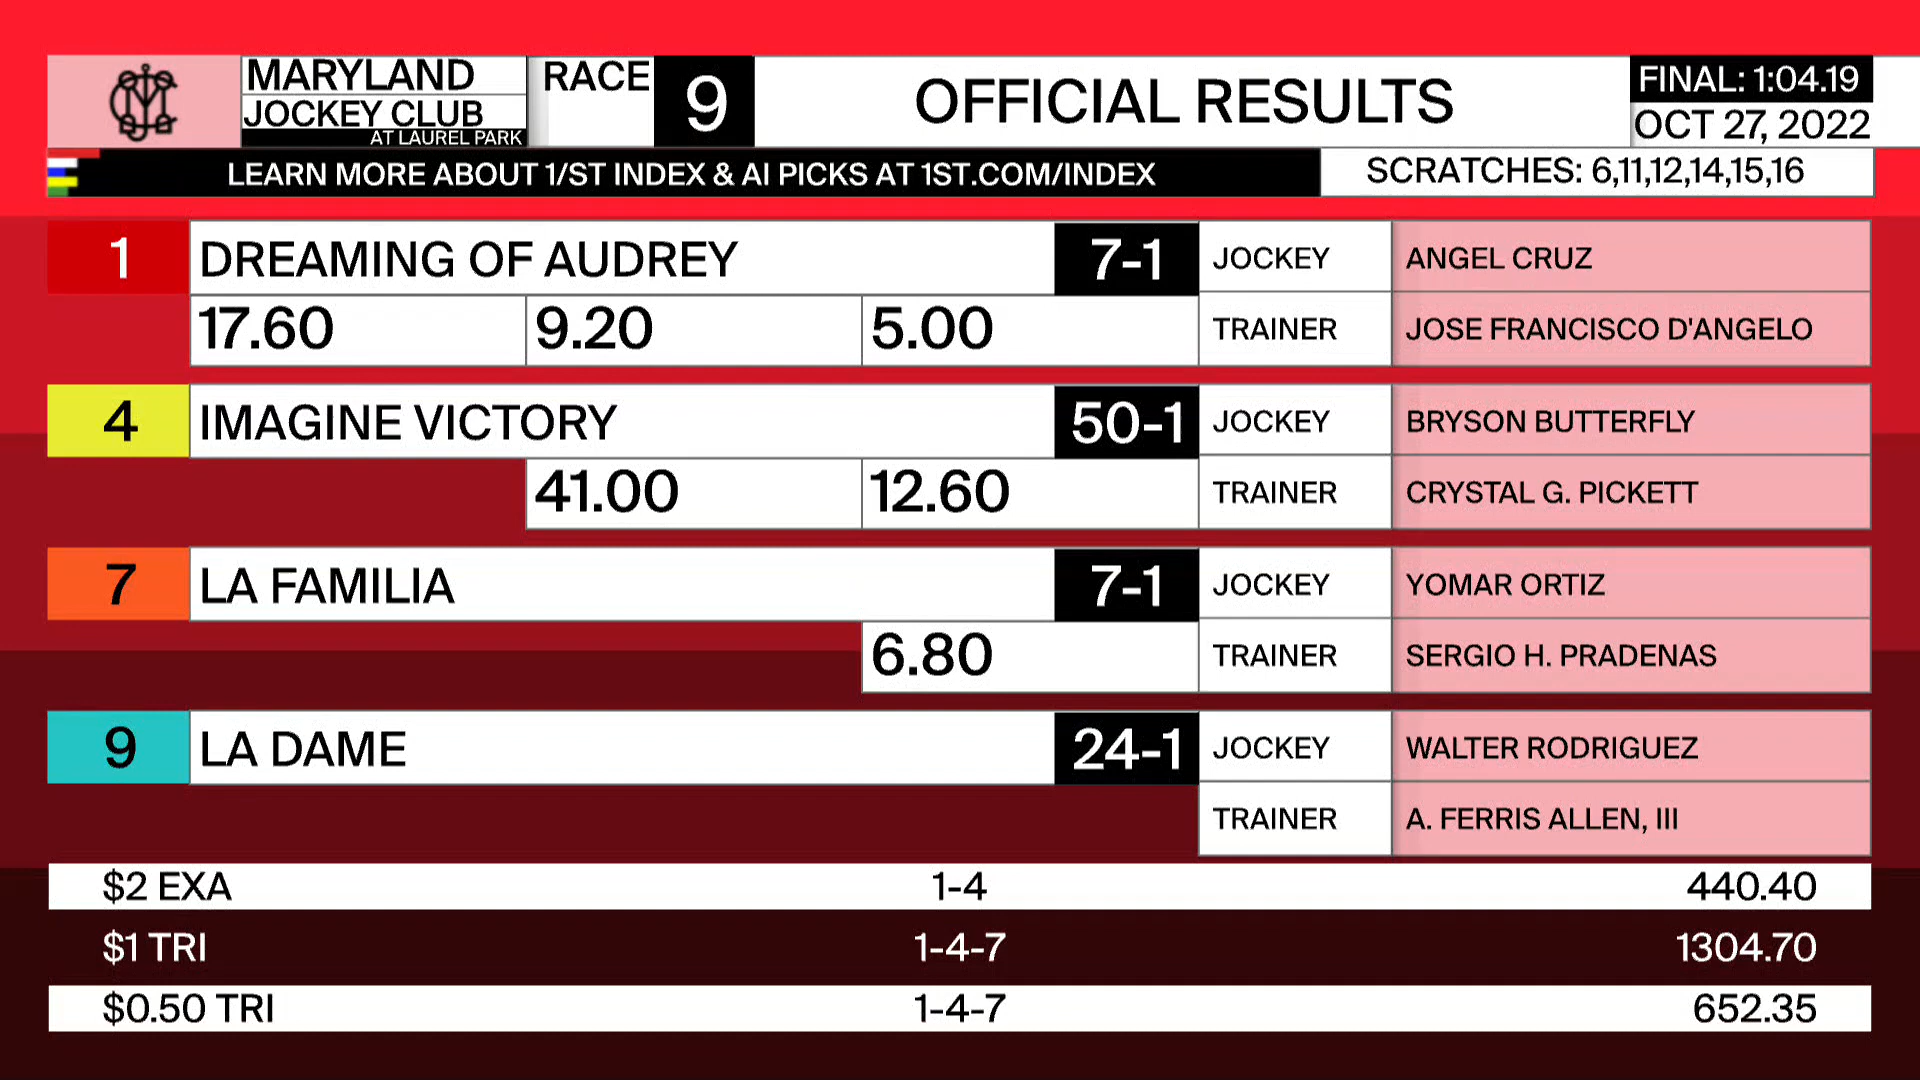 MARYLAND
JOCKEY CLUB
AT LAUREL PARK
RACE 9
OFFICIAL RESULTS
FINAL: 1:04.19
OCT 27, 2022
LEARN MORE ABOUT 1/ST INDEX & AI PICKS AT 1ST.COM/INDEX
SCRATCHES: 6,11,12,14,15,16
1 DREAMING OF AUDREY 7-1 JOCKEY ANGEL CRUZ
17.60 9.20 5.00 TRAINER JOSE FRANCISCO D'ANGELO
4 IMAGINE VICTORY 50-1 JOCKEY BRYSON BUTTERFLY
41.00 12.60 TRAINER CRYSTAL G. PICKETT
7 LA FAMILIA 7-1 JOCKEY YOMAR ORTIZ
6.80 TRAINER SERGIO H. PRADENAS
9 LA DAME 24-1 JOCKEY WALTER RODRIGUEZ
TRAINER A. FERRIS ALLEN, III
$2 EXA 1-4 440.40
$1 TRI 1-4-7 1304.70
$0.50 TRI 1-4-7 652.35